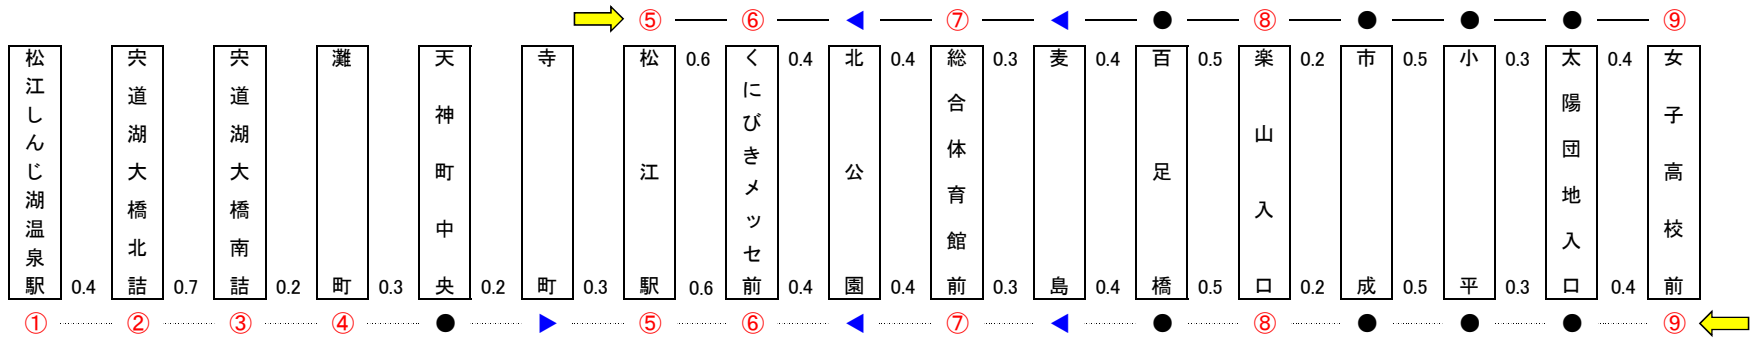 ⑤ ⑥ ◀ ⑦ ◀ ● ⑧ ● ● ● ⑨
0.6 0.4 0.4 0.3 0.4 0.5 0.2 0.5 0.3 0.4
松江しんじ湖温泉駅
宍道湖大橋北詰
宍道湖大橋南詰
灘町
天神町中央
寺町
松江駅
くにびきメッセ前
北公園
総合体育館前
麦島
百足橋
楽山入口
市成
小平
太陽団地入口
女子高校前
0.4 0.7 0.2 0.3 0.2 0.3 0.6 0.4 0.4 0.3 0.4 0.5 0.2 0.5 0.3 0.4
① ② ③ ④ ● ▶ ⑤ ⑥ ◀ ⑦ ◀ ● ⑧ ● ● ● ⑨